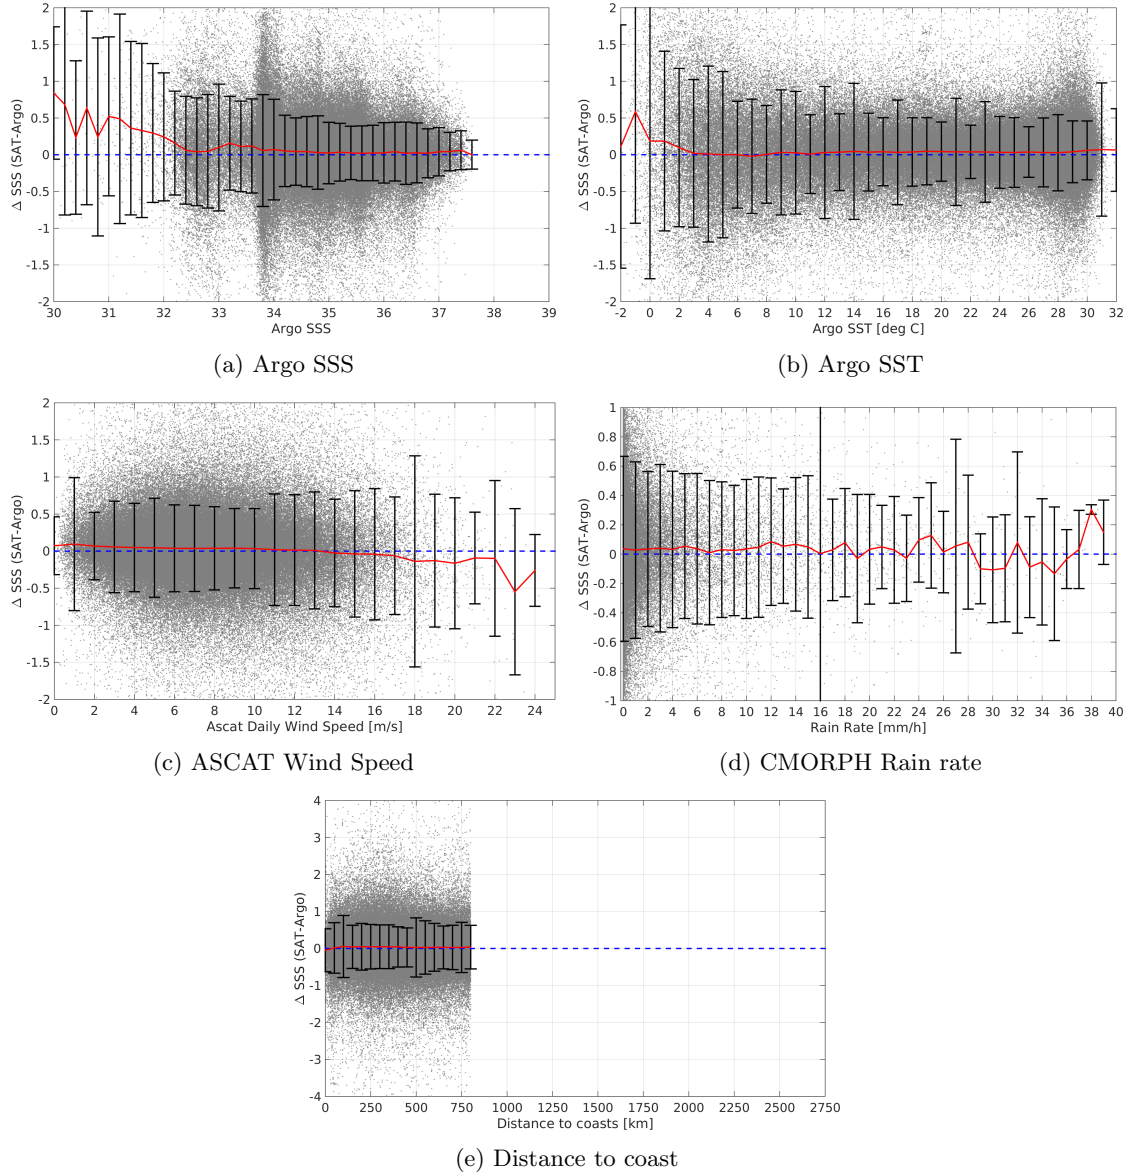 2
1.5
1
0.5
0
-0.5
-1
-1.5
-2
Δ SSS (SAT-Argo)
30 31 32 33 34 35 36 37 38 39
Argo SSS
(a) Argo SSS
2
1.5
1
0.5
0
-0.5
-1
-1.5
-2
Δ SSS (SAT-Argo)
-2 0 2 4 6 8 10 12 14 16 18 20 22 24 26 28 30 32
Argo SST [deg C]
(b) Argo SST
2
1.5
1
0.5
0
-0.5
-1
-1.5
-2
Δ SSS (SAT-Argo)
0 2 4 6 8 10 12 14 16 18 20 22 24
Ascat Daily Wind Speed [m/s]
(c) ASCAT Wind Speed
1
0.8
0.6
0.4
0.2
0
-0.2
-0.4
-0.6
-0.8
-1
Δ SSS (SAT-Argo)
0 2 4 6 8 10 12 14 16 18 20 22 24 26 28 30 32 34 36 38 40
Rain Rate [mm/h]
(d) CMORPH Rain rate
4
3
2
1
0
-1
-2
-3
-4
Δ SSS (SAT-Argo)
0 250 500 750 1000 1250 1500 1750 2000 2250 2500 2750
Distance to coasts [km]
(e) Distance to coast